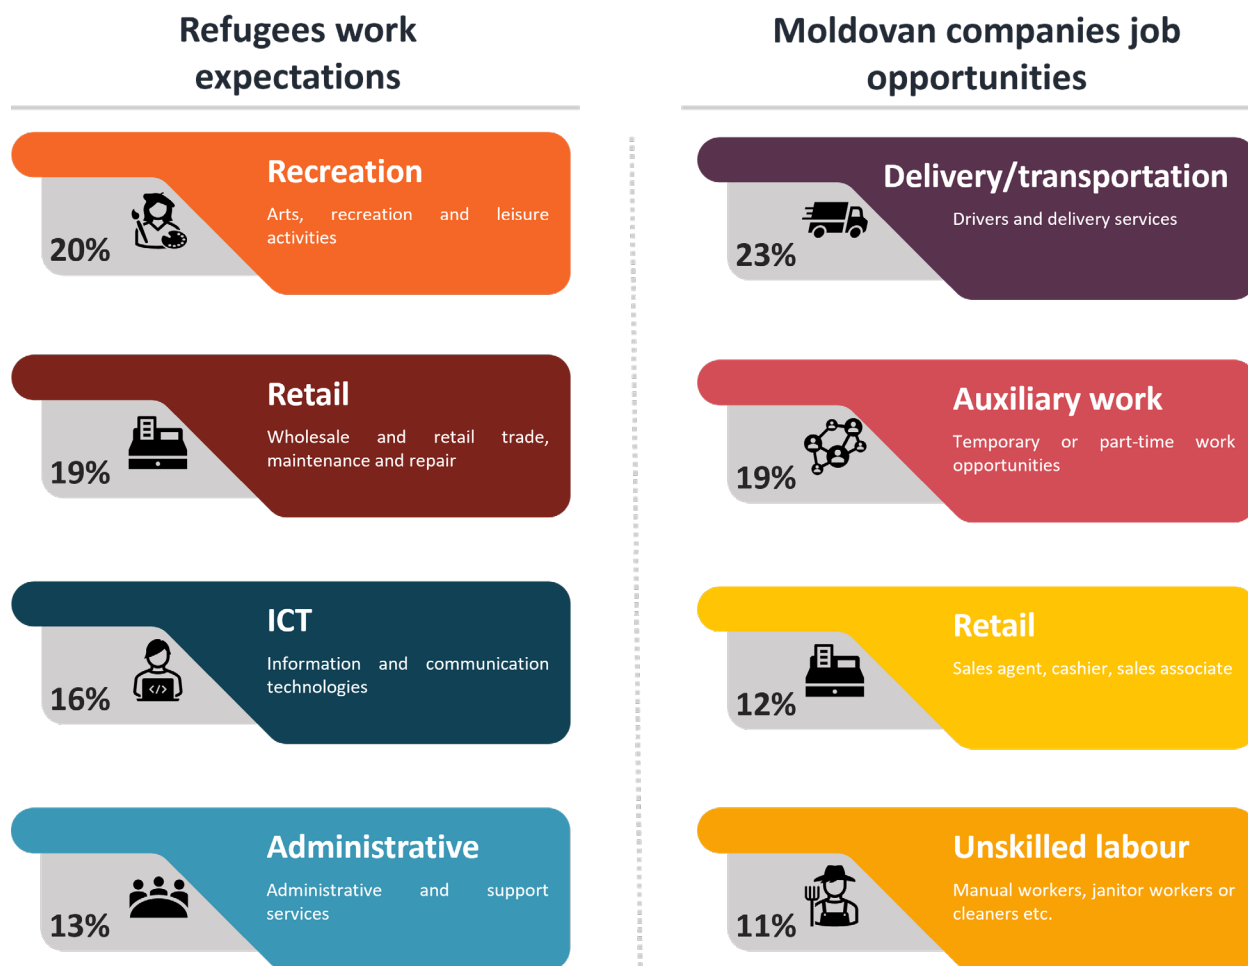 Refugees work
expectations
Recreation
Arts, recreation and leisure
activities
20%
Retail
Wholesale and retail trade,
maintenance and repair
19%
ICT
Information and communication
technologies
16%
Administrative
Administrative and support
services
13%
Moldovan companies job
opportunities
Delivery/transportation
Drivers and delivery services
23%
Auxiliary work
Temporary or part-time work
opportunities
19%
Retail
Sales agent, cashier, sales associate
12%
Unskilled labour
Manual workers, janitor workers or
cleaners etc.
11%